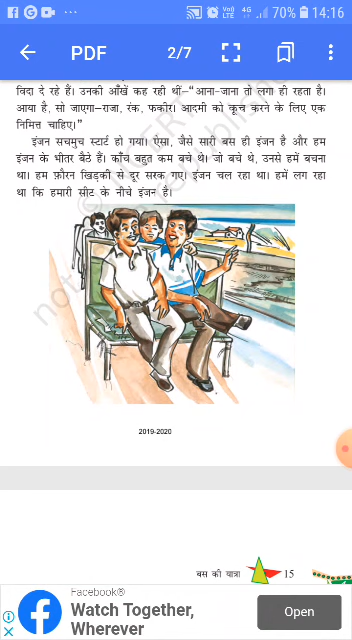 70% 14:16
PDF 2/7
विदा दे रहे हैं। उनकी आँखें कह रही थीं–“आना-जाना तो लगा ही रहता है।
आया है, सो जाएगा–राजा, रंक, फकीर। आदमी को कूच करने के लिए एक
निमित्त चाहिए।”
इंजन सचमुच स्टार्ट हो गया। ऐसा, जैसे सारी बस ही इंजन है और हम
इंजन के भीतर बैठे हैं। काँच बहुत कम बचे थे। जो बचे थे, उनसे हमें बचना
था। हम फ़ौरन खिड़की से दूर सरक गए। इंजन चल रहा था। हमें लग रहा
था कि हमारी सीट के नीचे इंजन है।
2019-2020
बस की यात्रा 15
Facebook®
Watch Together,
Wherever
Open